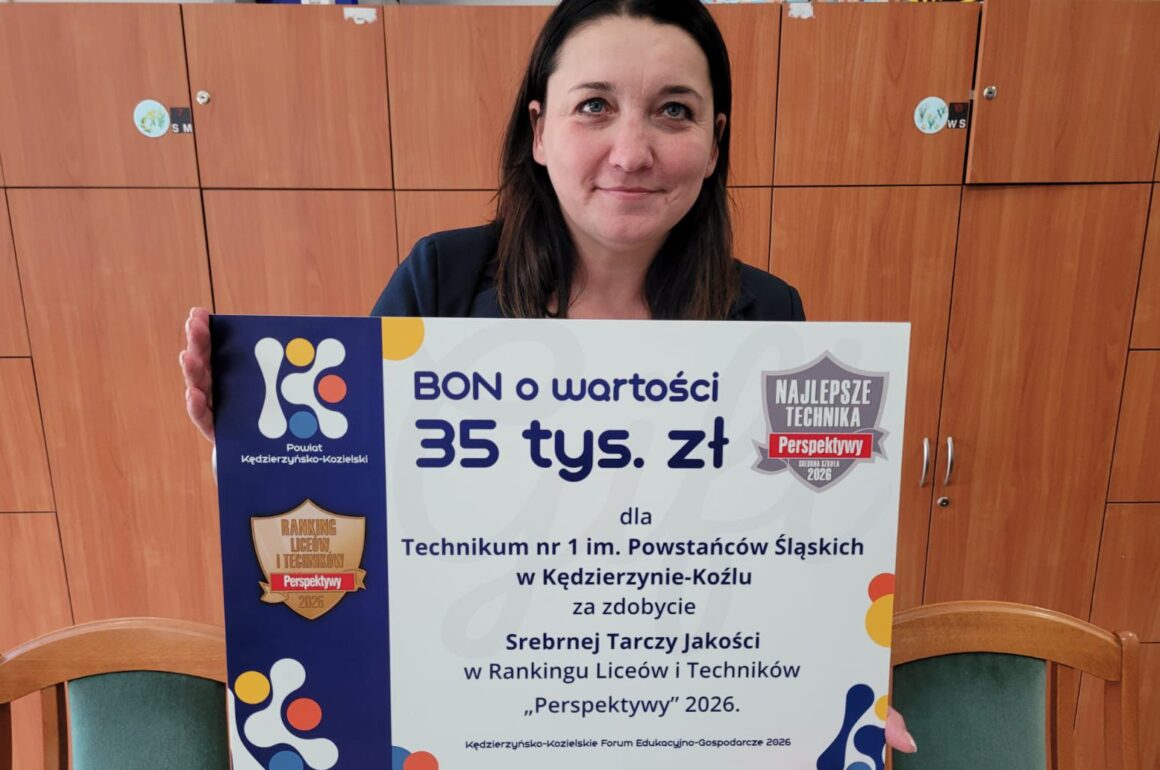 SM
WS
Powiat
Kędzierzyńsko-Kozielski
RANKING
LICEÓW
i TECHNIKÓW
Perspektywy
2026
BON o wartości
35 tys. zł
NAJLEPSZE
TECHNIKA
Perspektywy
SREBRNA SZKOŁA
2026
dla
Technikum nr 1 im. Powstańców Śląskich
w Kędzierzynie-Koźlu
za zdobycie
Srebrnej Tarczy Jakości
w Rankingu Liceów i Techników
„Perspektywy” 2026.
Kędzierzyńsko-Kozielskie Forum Edukacyjno-Gospodarcze 2026